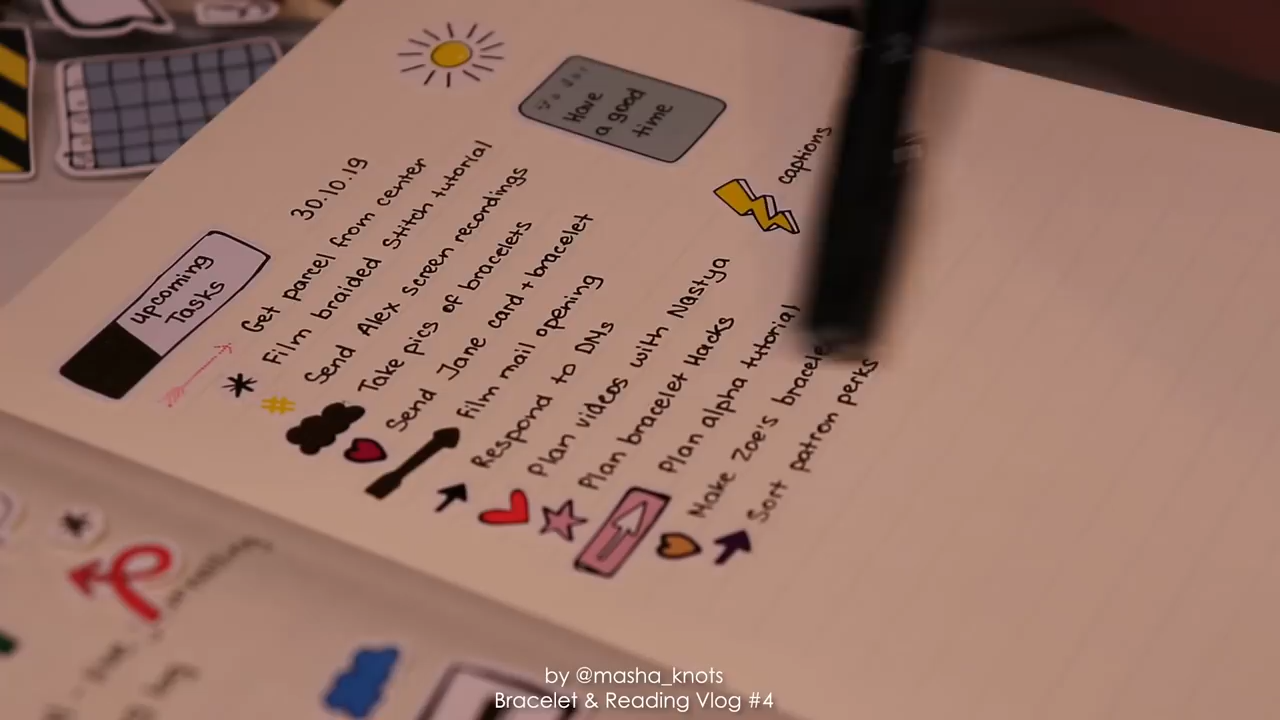 Have
a good
time
30.10.19
Upcoming
Tasks
Get parcel from center
Film braided Stitch tutorial
Send Alex screen recordings
Take pics of bracelets
Send Jane card + bracelet
Film mail opening
Respond to DMs
Plan videos with Nastya
Plan bracelet Hacks
Plan alpha tutorial
Make Zoe's
Sort patron perks
captions
by @masha_knots
Bracelet & Reading Vlog #4